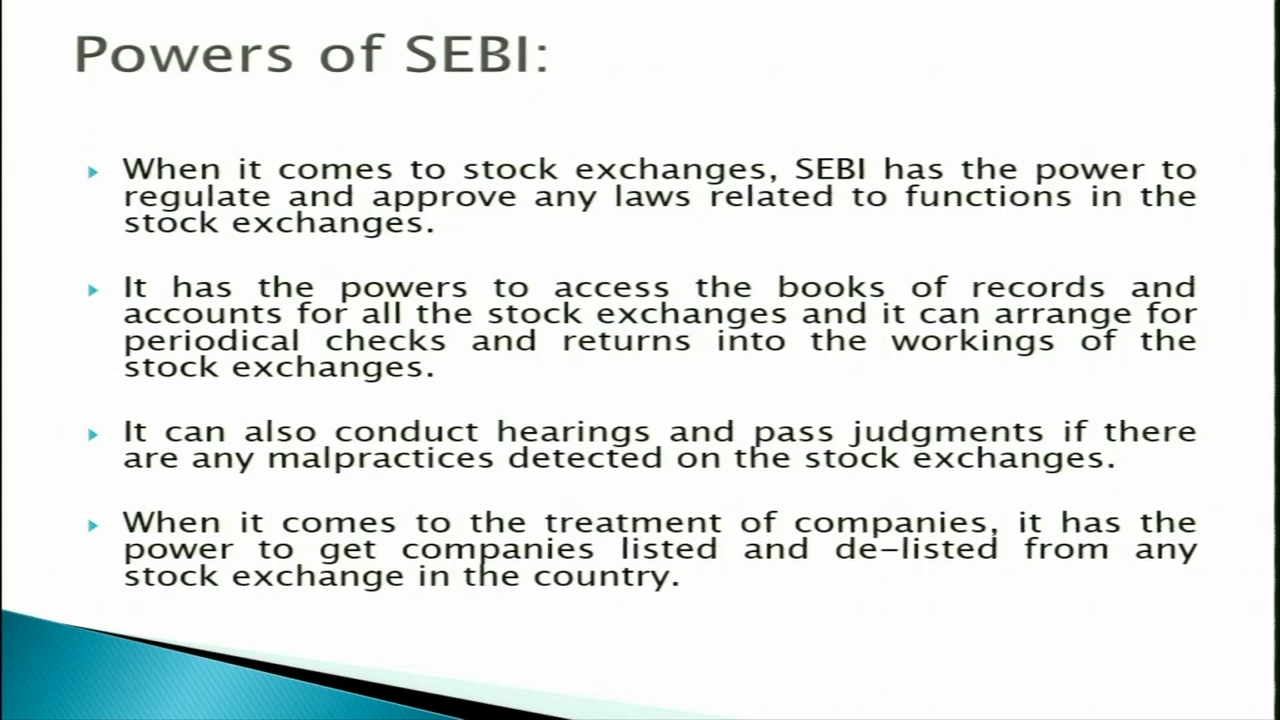 Powers of SEBI:
When it comes to stock exchanges, SEBI has the power to
regulate and approve any laws related to functions in the
stock exchanges.
It has the powers to access the books of records and
accounts for all the stock exchanges and it can arrange for
periodical checks and returns into the workings of the
stock exchanges.
It can also conduct hearings and pass judgments if there
are any malpractices detected on the stock exchanges.
When it comes to the treatment of companies, it has the
power to get companies listed and de-listed from any
stock exchange in the country.